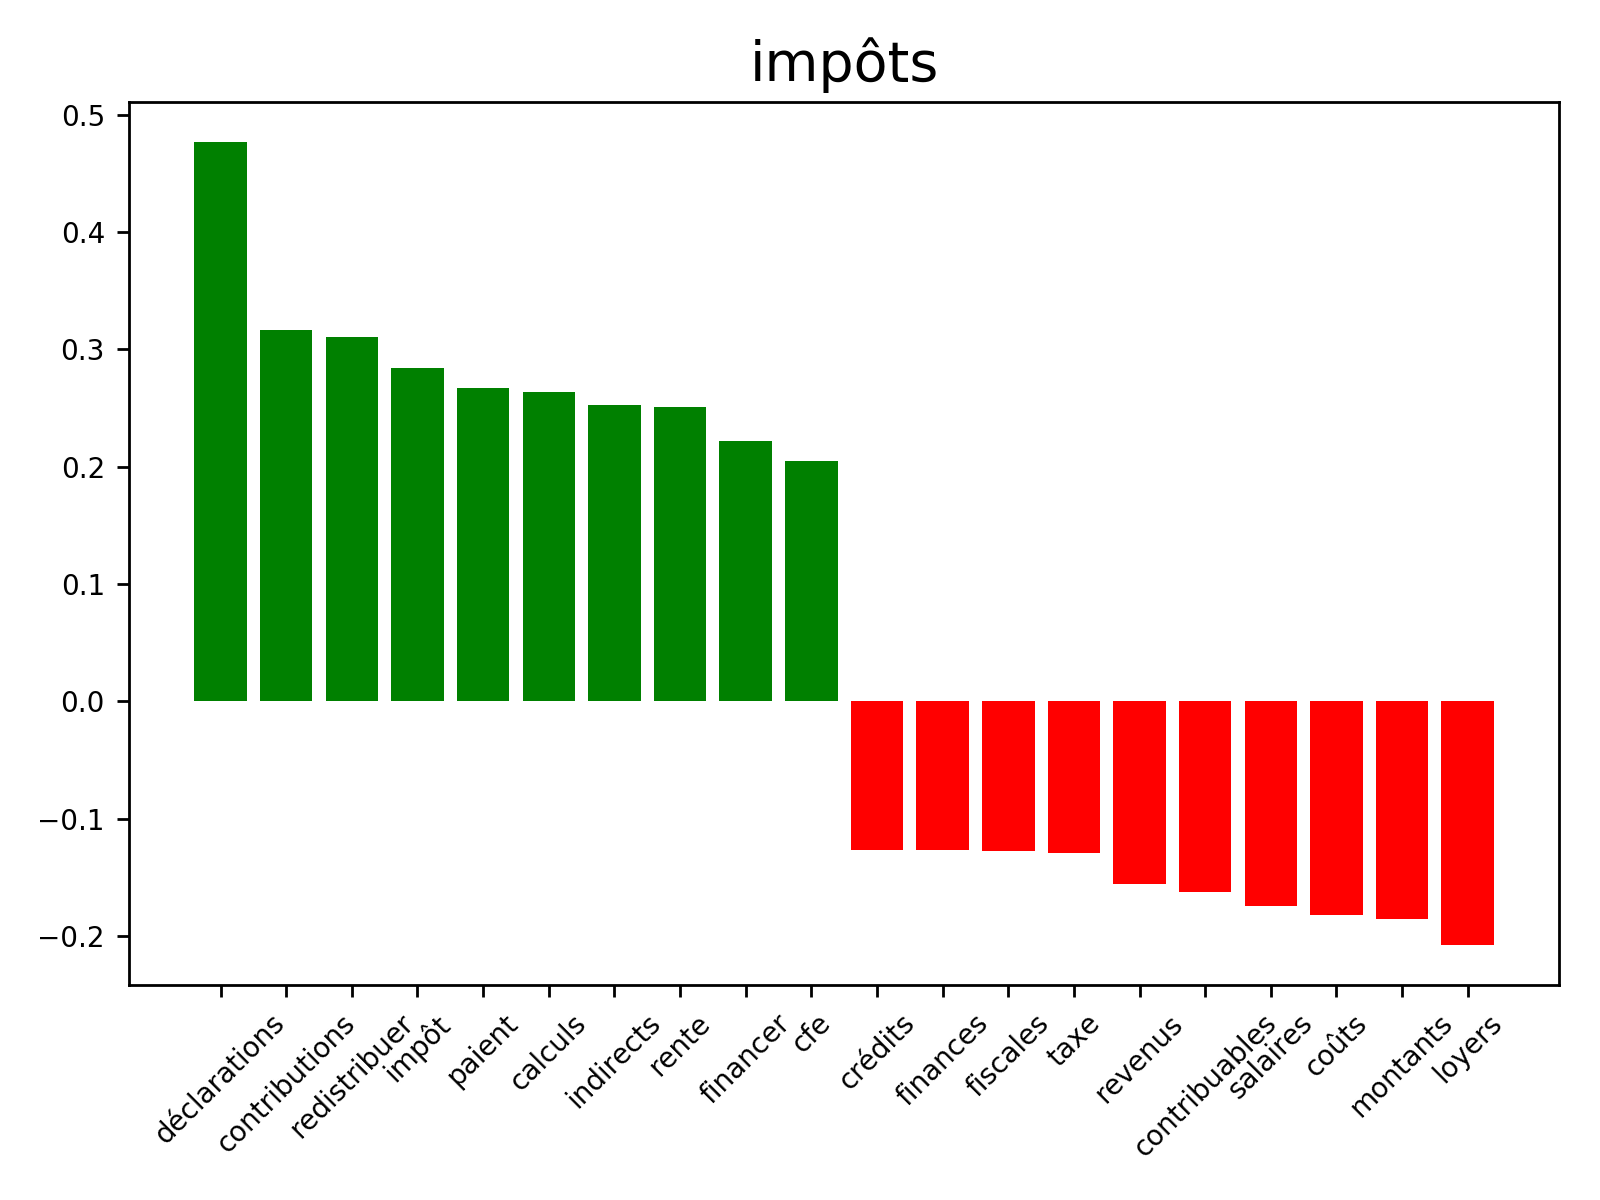 impôts
0.5
0.4
0.3
0.2
0.1
0.0
−0.1
−0.2
déclarations
contributions
redistribuer
impôt
paient
calculs
indirects
rente
financer
cfe
crédits
finances
fiscales
taxe
revenus
contribuables
salaires
coûts
montants
loyers